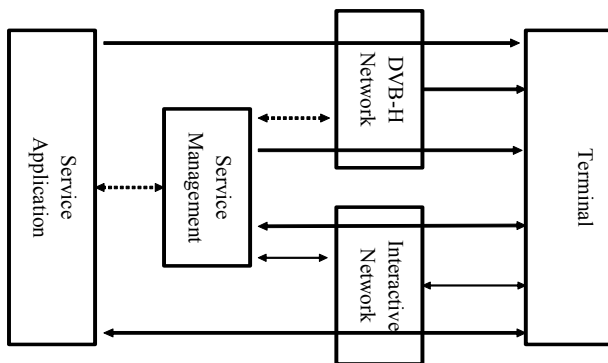 Service
Application
Service
Management
DVB-H
Network
Interactive
Network
Terminal